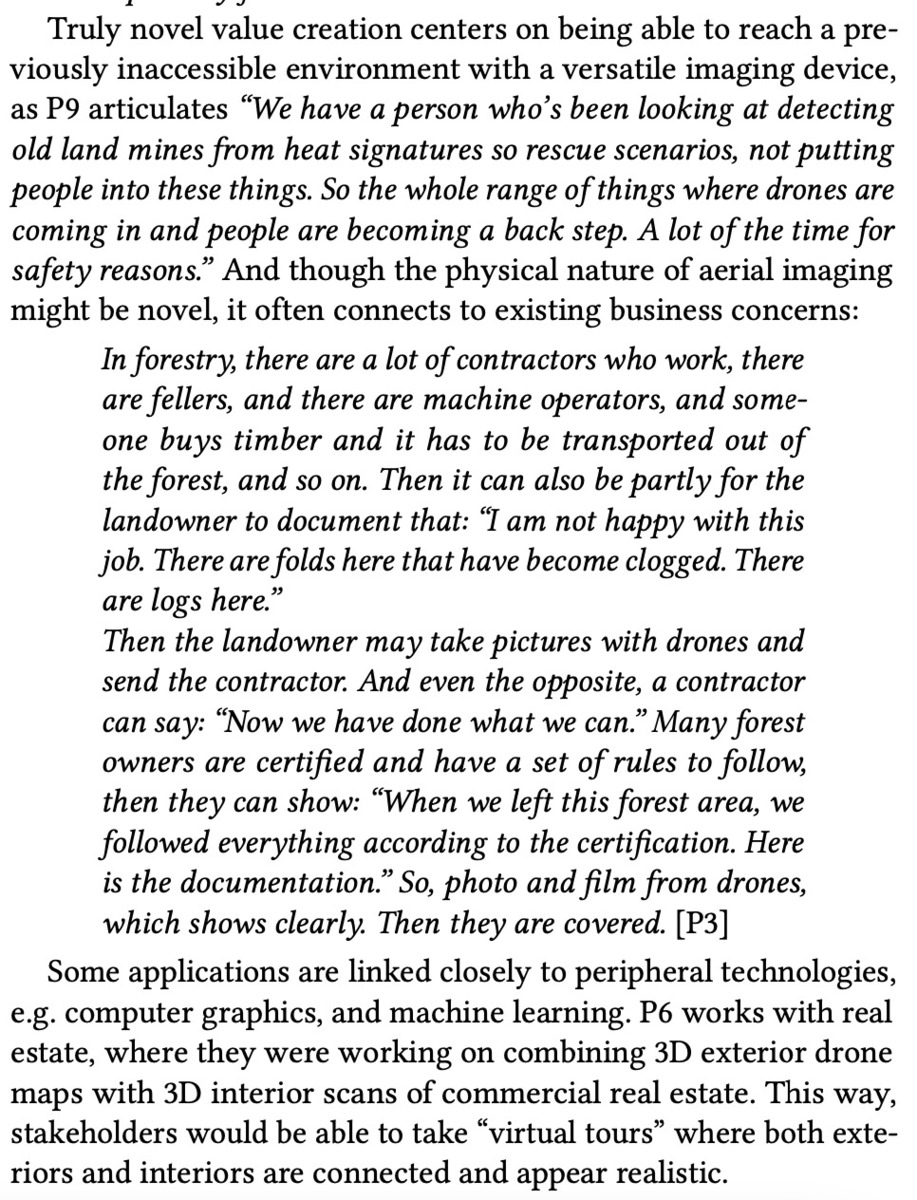 Truly novel value creation centers on being able to reach a pre-
viously inaccessible environment with a versatile imaging device,
as P9 articulates “We have a person who’s been looking at detecting
old land mines from heat signatures so rescue scenarios, not putting
people into these things. So the whole range of things where drones are
coming in and people are becoming a back step. A lot of the time for
safety reasons.” And though the physical nature of aerial imaging
might be novel, it often connects to existing business concerns:
In forestry, there are a lot of contractors who work, there
are fellers, and there are machine operators, and some-
one buys timber and it has to be transported out of
the forest, and so on. Then it can also be partly for the
landowner to document that: “I am not happy with this
job. There are folds here that have become clogged. There
are logs here.”
Then the landowner may take pictures with drones and
send the contractor. And even the opposite, a contractor
can say: “Now we have done what we can.” Many forest
owners are certified and have a set of rules to follow,
then they can show: “When we left this forest area, we
followed everything according to the certification. Here
is the documentation.” So, photo and film from drones,
which shows clearly. Then they are covered. [P3]
Some applications are linked closely to peripheral technologies,
e.g. computer graphics, and machine learning. P6 works with real
estate, where they were working on combining 3D exterior drone
maps with 3D interior scans of commercial real estate. This way,
stakeholders would be able to take “virtual tours” where both exte-
riors and interiors are connected and appear realistic.